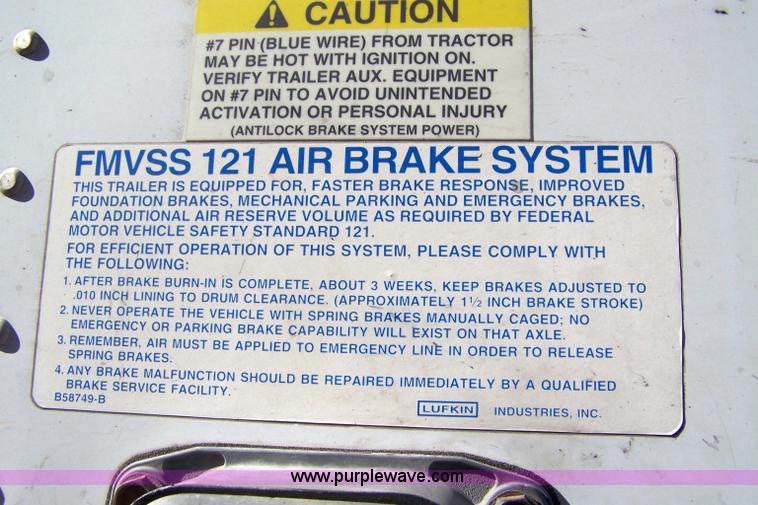 CAUTION
#7 PIN (BLUE WIRE) FROM TRACTOR
MAY BE HOT WITH IGNITION ON.
VERIFY TRAILER AUX. EQUIPMENT
ON #7 PIN TO AVOID UNINTENDED
ACTIVATION OR PERSONAL INJURY
(ANTILOCK BRAKE SYSTEM POWER)
FMVSS 121 AIR BRAKE SYSTEM
THIS TRAILER IS EQUIPPED FOR, FASTER BRAKE RESPONSE, IMPROVED
FOUNDATION BRAKES, MECHANICAL PARKING AND EMERGENCY BRAKES,
AND ADDITIONAL AIR RESERVE VOLUME AS REQUIRED BY FEDERAL
MOTOR VEHICLE SAFETY STANDARD 121.
FOR EFFICIENT OPERATION OF THIS SYSTEM, PLEASE COMPLY WITH
THE FOLLOWING:
1. AFTER BRAKE BURN-IN IS COMPLETE, ABOUT 3 WEEKS, KEEP BRAKES ADJUSTED TO
.010 INCH LINING TO DRUM CLEARANCE. (APPROXIMATELY 1½ INCH BRAKE STROKE)
2. NEVER OPERATE THE VEHICLE WITH SPRING BRAKES MANUALLY CAGED; NO
EMERGENCY OR PARKING BRAKE CAPABILITY WILL EXIST ON THAT AXLE.
3. REMEMBER, AIR MUST BE APPLIED TO EMERGENCY LINE IN ORDER TO RELEASE
SPRING BRAKES.
4. ANY BRAKE MALFUNCTION SHOULD BE REPAIRED IMMEDIATELY BY A QUALIFIED
BRAKE SERVICE FACILITY.
B58749-B
LUFKIN INDUSTRIES, INC.
www.purplewave.com